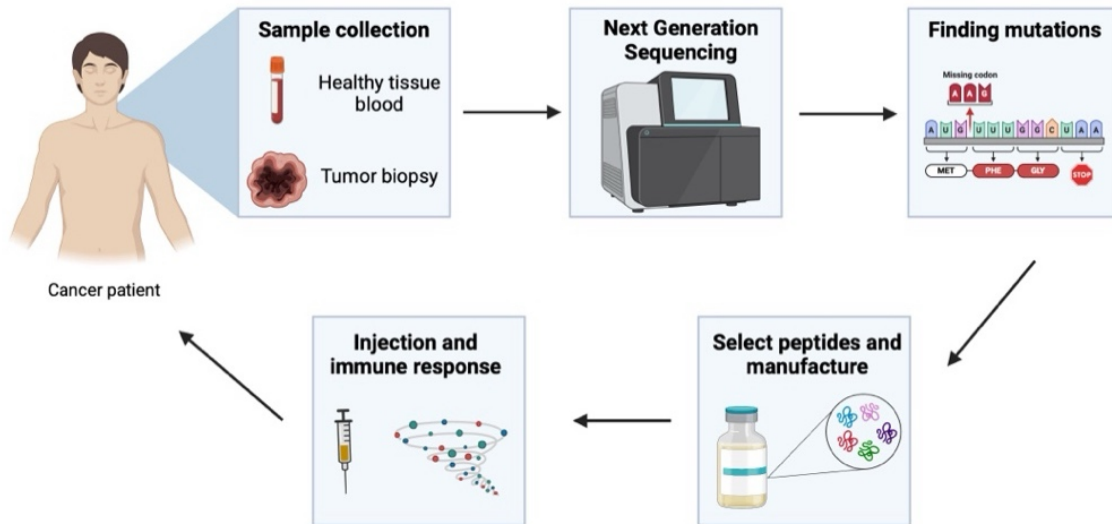 Sample collection
Healthy tissue
blood
Tumor biopsy
Cancer patient
Next Generation
Sequencing
Finding mutations
Missing codon
A A G
A U G U U U G G C U A A
MET PHE GLY STOP
Select peptides and
manufacture
Injection and
immune response